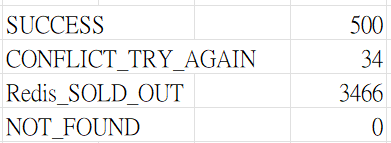 SUCCESS 500
CONFLICT_TRY_AGAIN 34
Redis_SOLD_OUT 3466
NOT_FOUND 0